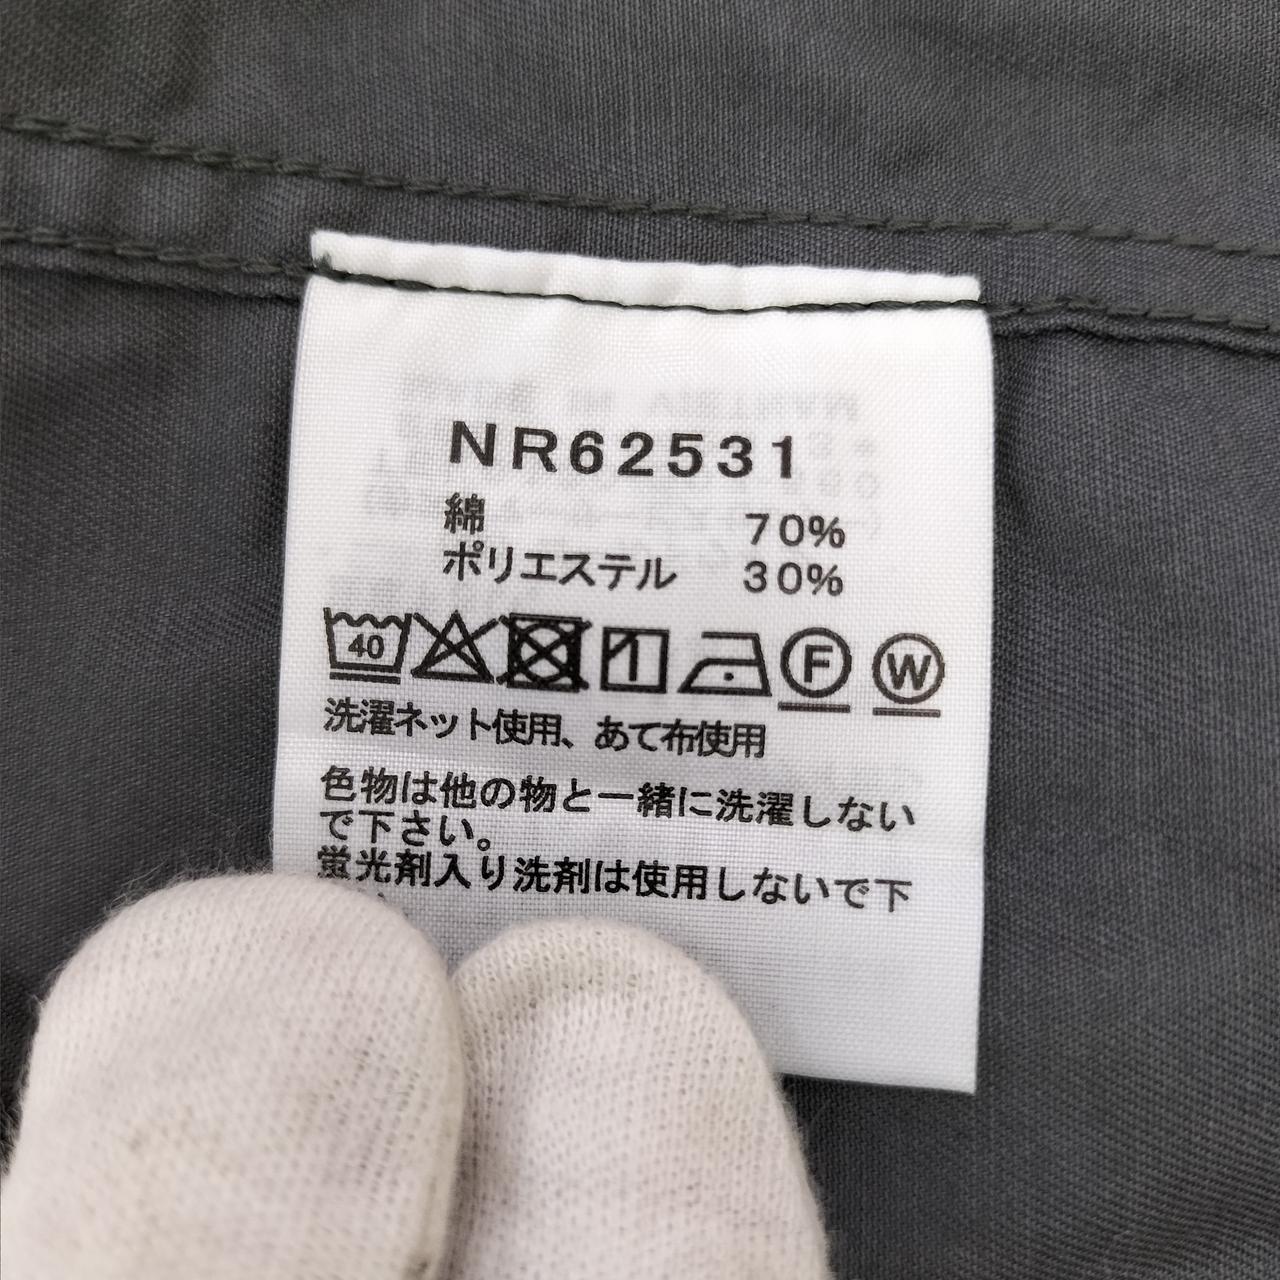 NR62531
綿 70%
ポリエステル 30%
40 F W
洗濯ネット使用、あて布使用
色物は他の物と一緒に洗濯しない
で下さい。
蛍光剤入り洗剤は使用しないで下